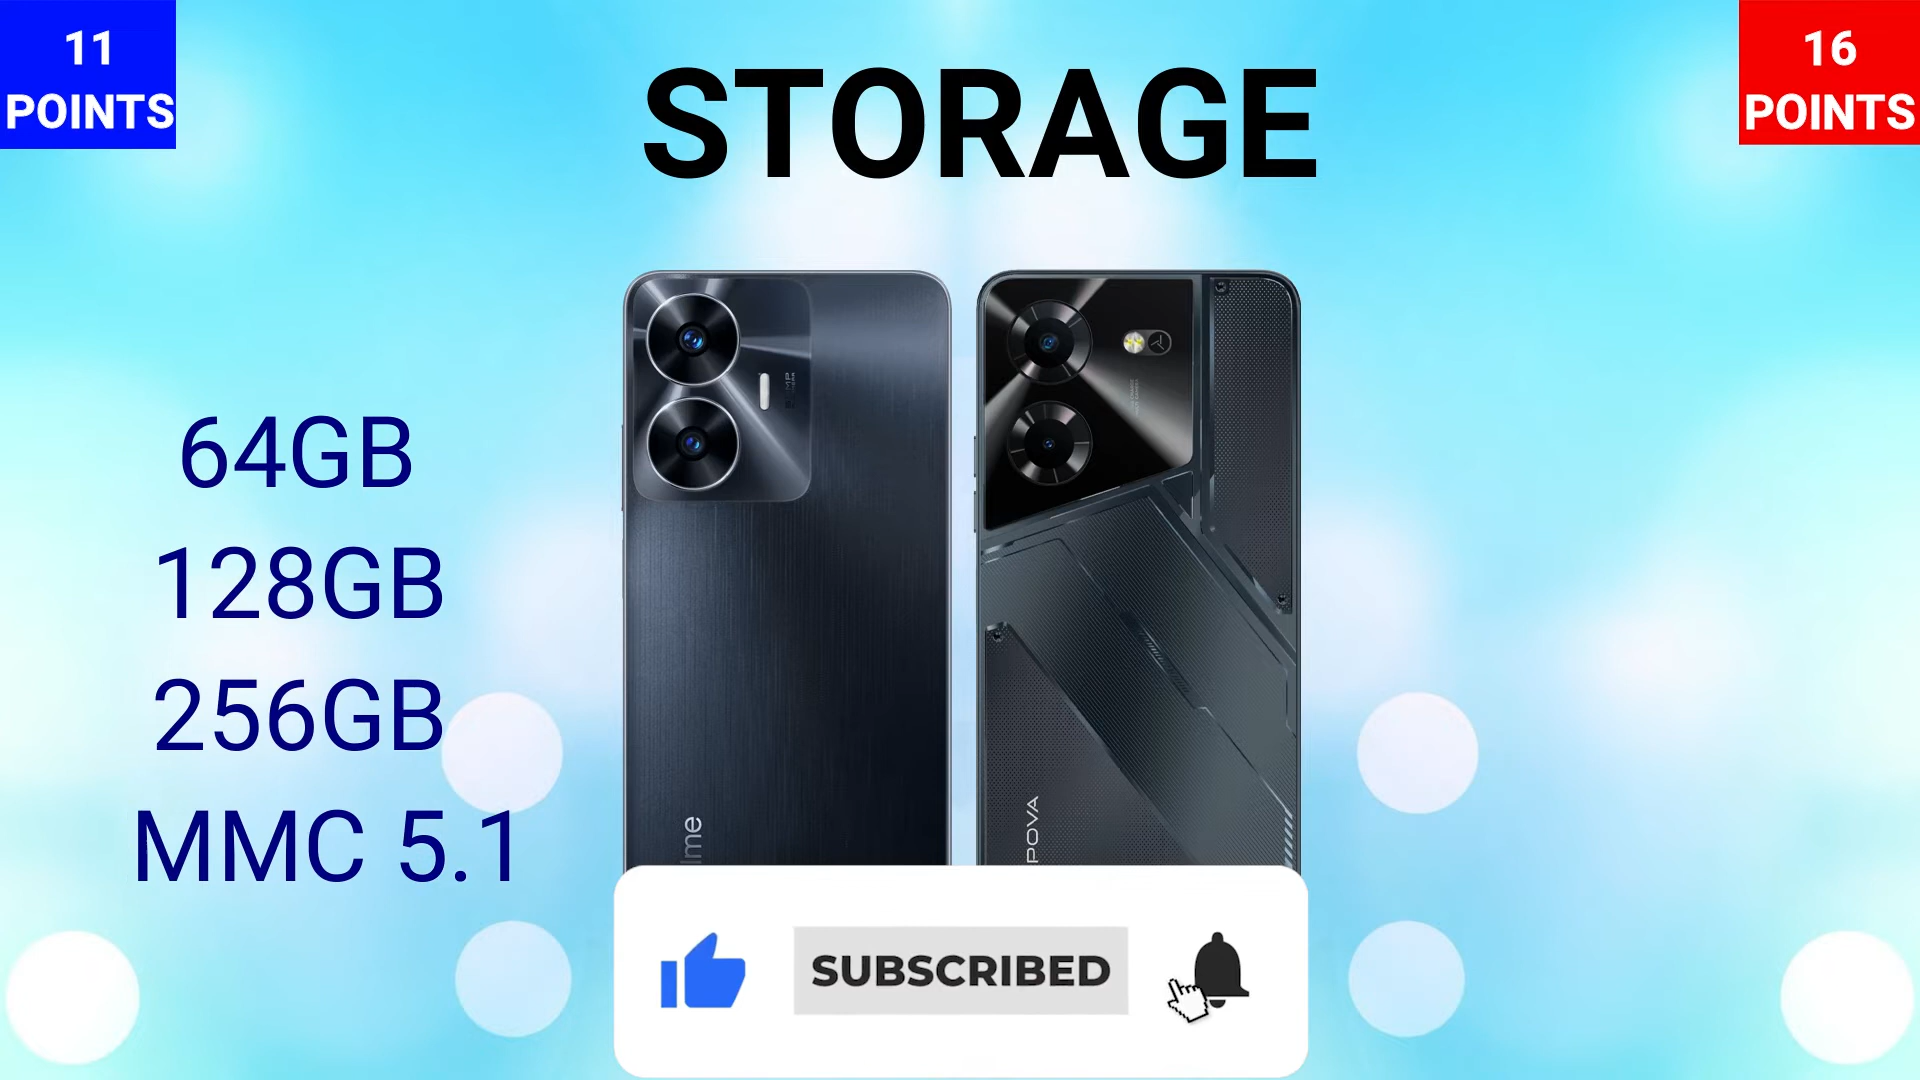 11
POINTS
STORAGE
16
POINTS
64GB
128GB
256GB
MMC 5.1
lme
POVA
SUBSCRIBED